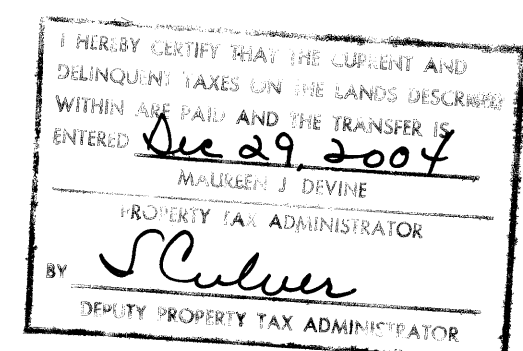 I HEREBY CERTIFY THAT THE CURRENT AND
DELINQUENT TAXES ON THE LANDS DESCRIBED
WITHIN ARE PAID AND THE TRANSFER IS
ENTERED Dec 29, 2004
MAUREEN J DEVINE
PROPERTY TAX ADMINISTRATOR
BY S Culver
DEPUTY PROPERTY TAX ADMINISTRATOR